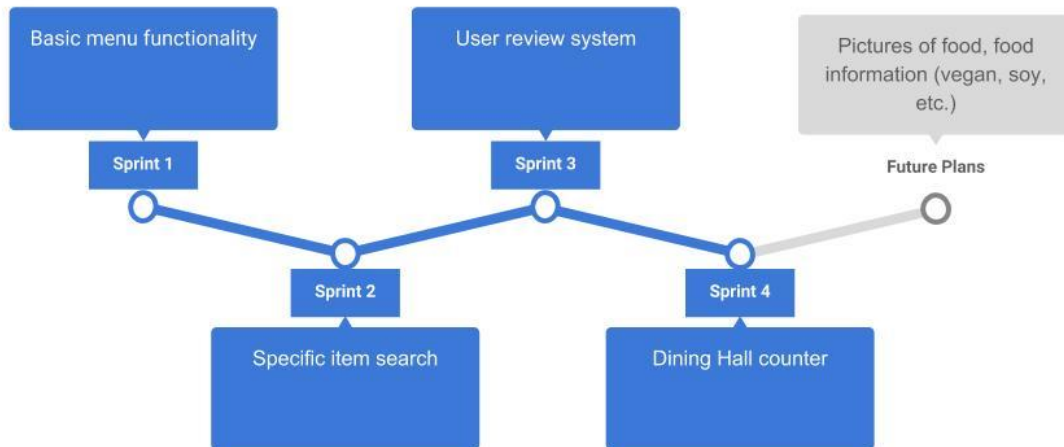 Basic menu functionality
Sprint 1
Specific item search
Sprint 2
User review system
Sprint 3
Dining Hall counter
Sprint 4
Pictures of food, food
information (vegan, soy,
etc.)
Future Plans